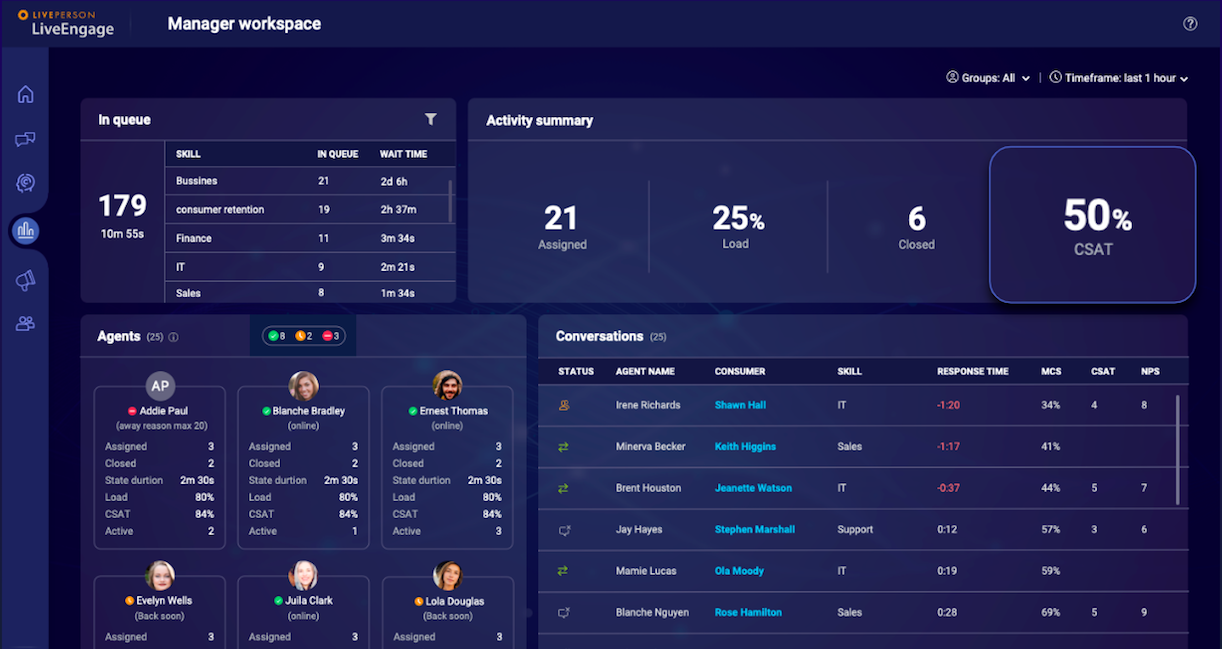 LIVEPERSON
LiveEngage
Manager workspace
?
Groups: All | Timeframe: last 1 hour
In queue
SKILL IN QUEUE WAIT TIME
179
10m 55s
Bussines 21 2d 6h
consumer retention 19 2h 37m
Finance 11 3m 34s
IT 9 2m 21s
Sales 8 1m 34s
Activity summary
21
Assigned
25%
Load
6
Closed
50%
CSAT
Agents (25)
8 2 3
AP
Addie Paul
(away reason max 20)
Assigned 3
Closed 2
State durtion 2m 30s
Load 80%
CSAT 84%
Active 2
Blanche Bradley
(online)
Assigned 3
Closed 2
State durtion 2m 30s
Load 80%
CSAT 84%
Active 1
Ernest Thomas
(online)
Assigned 3
Closed 2
State durtion 2m 30s
Load 80%
CSAT 84%
Active 3
Evelyn Wells
(Back soon)
Assigned 3
Juila Clark
(online)
Assigned 3
Lola Douglas
(Back soon)
Assigned 3
Conversations (25)
STATUS AGENT NAME CONSUMER SKILL RESPONSE TIME MCS CSAT NPS
Irene Richards Shawn Hall IT -1:20 34% 4 8
Minerva Becker Keith Higgins Sales -1:17 41%
Brent Houston Jeanette Watson IT -0:37 44% 5 7
Jay Hayes Stephen Marshall Support 0:12 57% 3 6
Mamie Lucas Ola Moody IT 0:19 59%
Blanche Nguyen Rose Hamilton Sales 0:28 69% 5 9